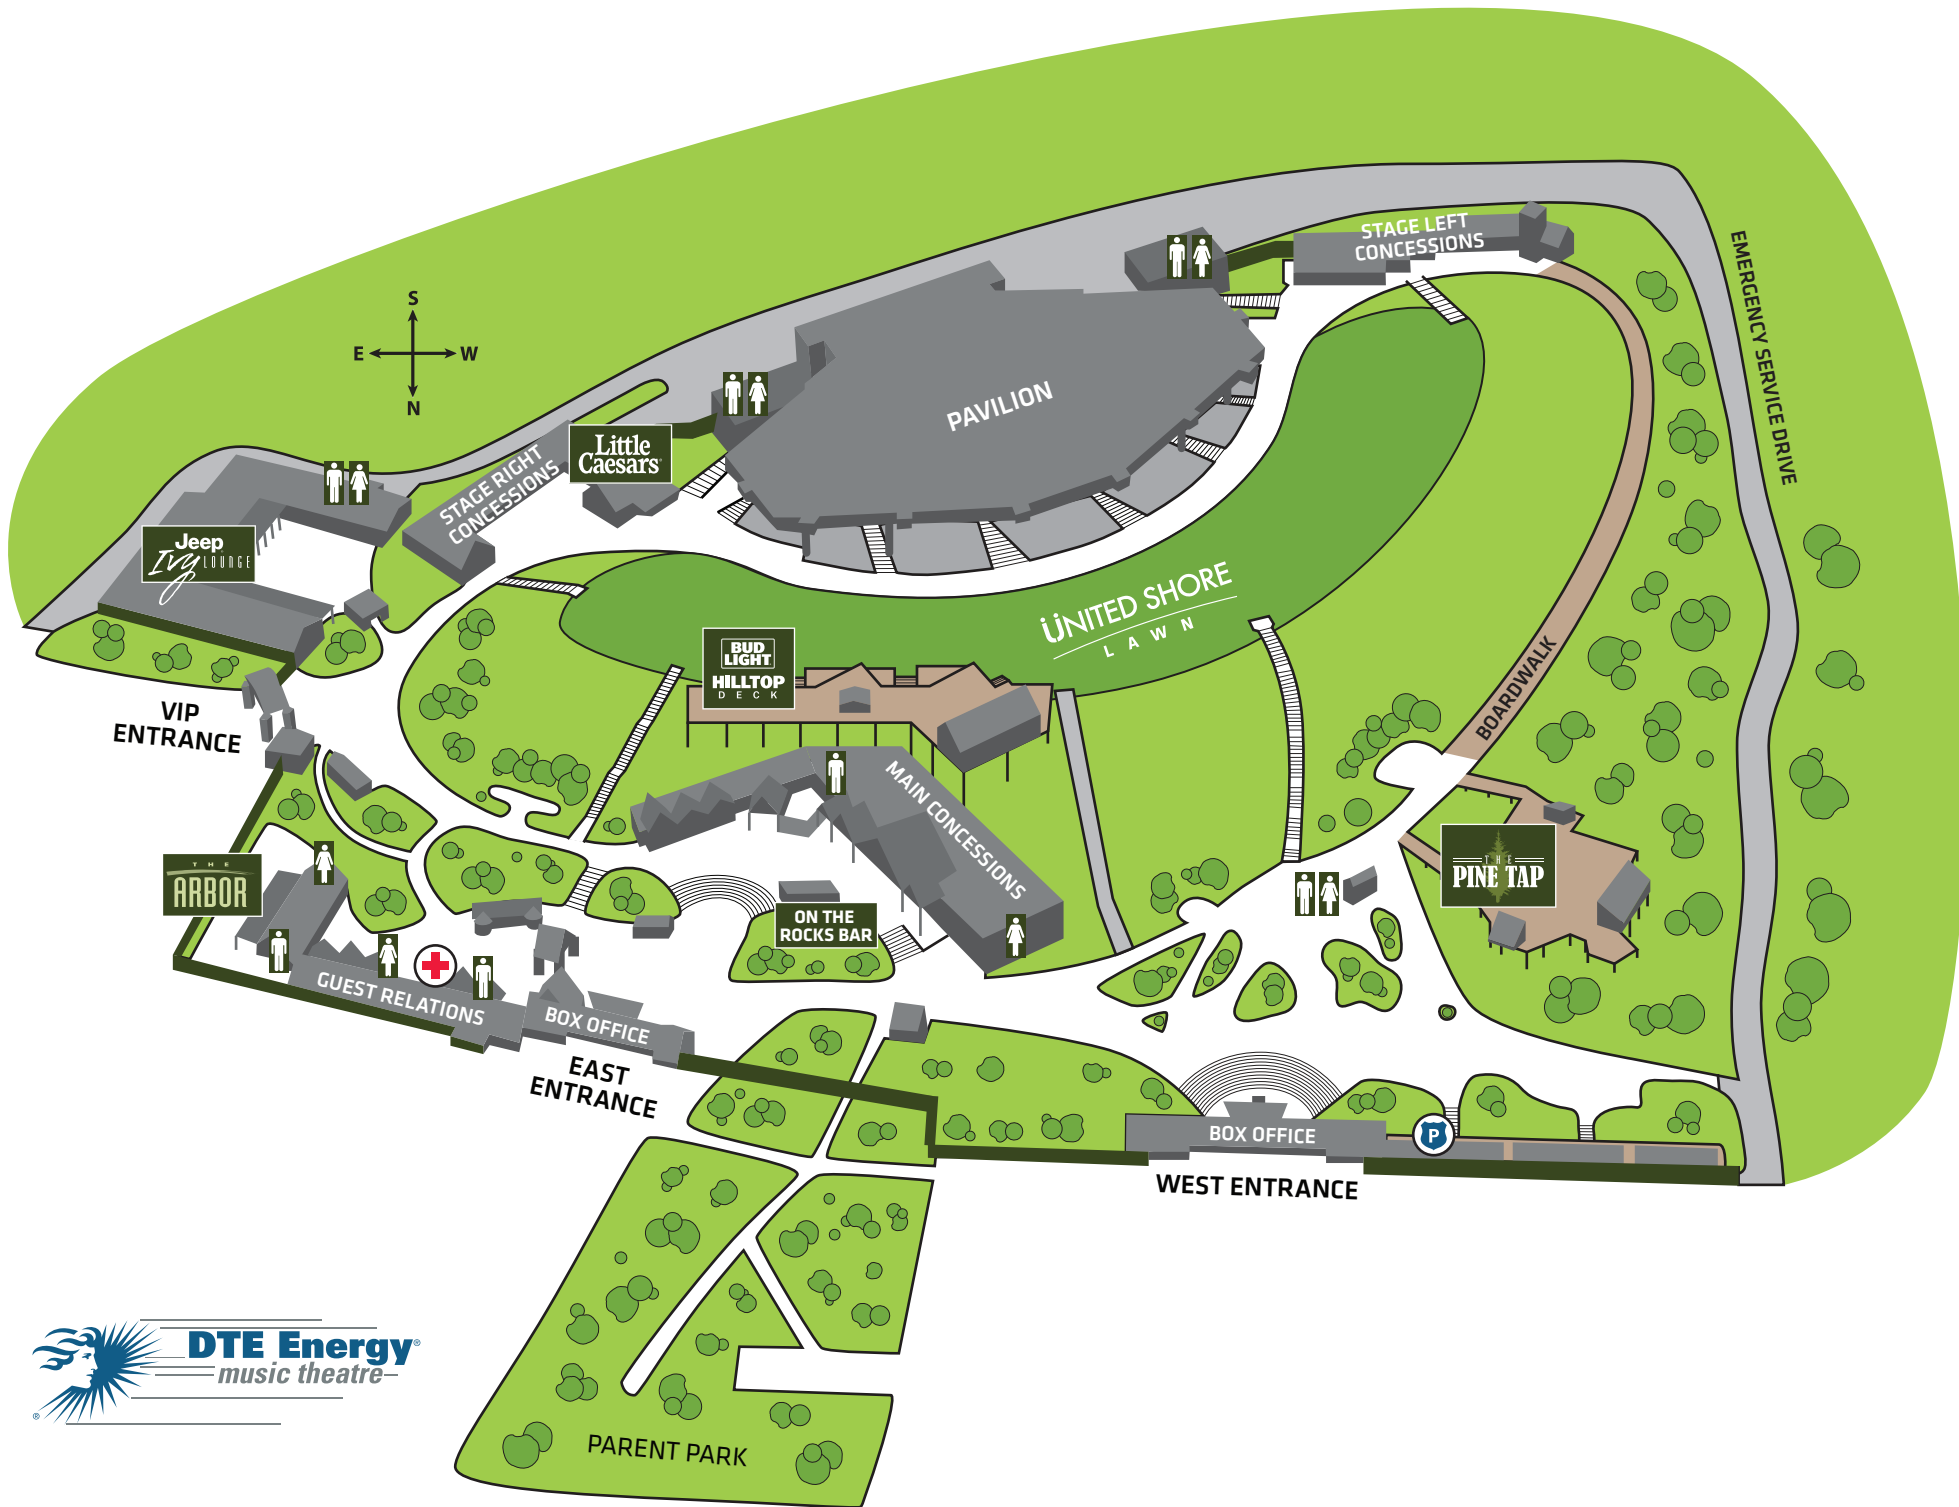 STAGE LEFT
CONCESSIONS
EMERGENCY SERVICE DRIVE
S
E
W
N
PAVILION
Little
Caesars®
STAGE RIGHT
CONCESSIONS
Jeep®
Ivy LOUNGE
ÜNITED SHORE
LAWN
BUD
LIGHT
HILLTOP
DECK
BOARDWALK
VIP
ENTRANCE
MAIN CONCESSIONS
THE
ARBOR
THE
PINE TAP
ON THE
ROCKS BAR
GUEST RELATIONS
BOX OFFICE
EAST
ENTRANCE
BOX OFFICE
P
WEST ENTRANCE
DTE Energy®
music theatre
®
PARENT PARK